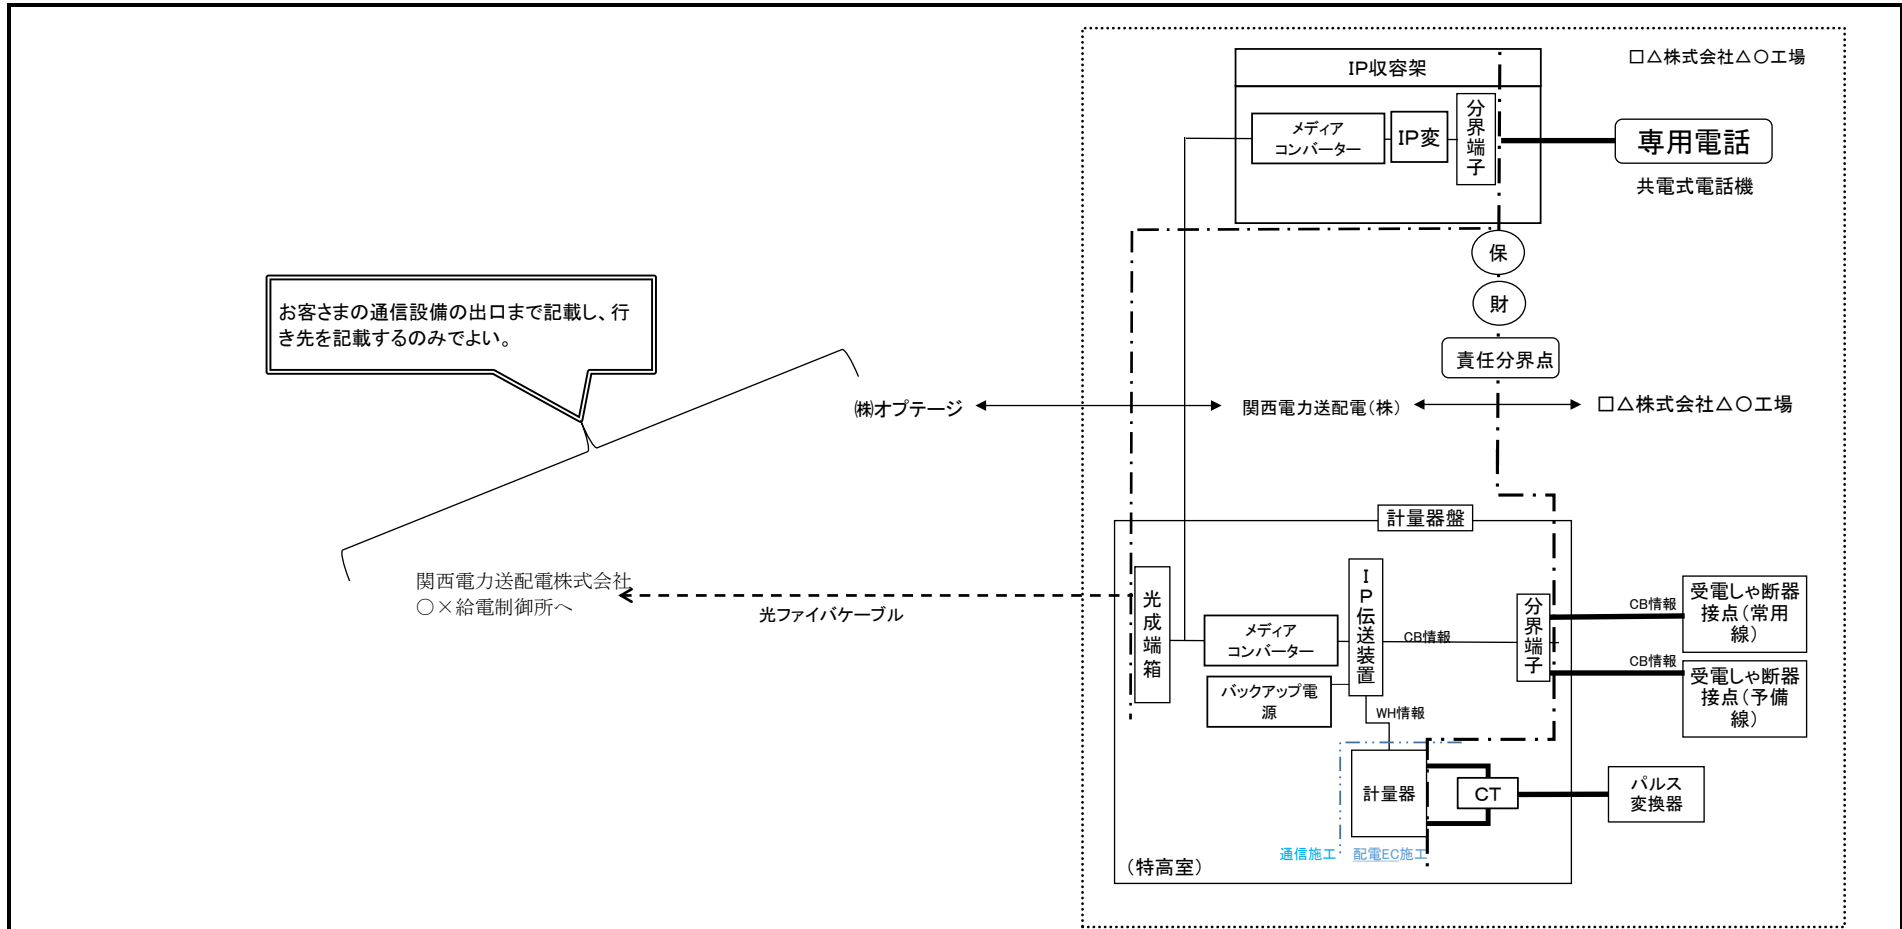 □△株式会社△○工場
IP収容架
分界端子
メディア
コンバーター
IP変
専用電話
共電式電話機
保
財
お客さまの通信設備の出口まで記載し、行
き先を記載するのみでよい。
責任分界点
㈱オプテージ
関西電力送配電(株)
□△株式会社△○工場
計量器盤
関西電力送配電株式会社
○×給電制御所へ
光ファイバケーブル
光成端箱
メディア
コンバーター
バックアップ電
源
IP伝送装置
CB情報
WH情報
分界端子
CB情報
受電しゃ断器
接点(常用
線)
CB情報
受電しゃ断器
接点(予備
線)
計量器
CT
パルス
変換器
通信施工
配電EC施工
(特高室)